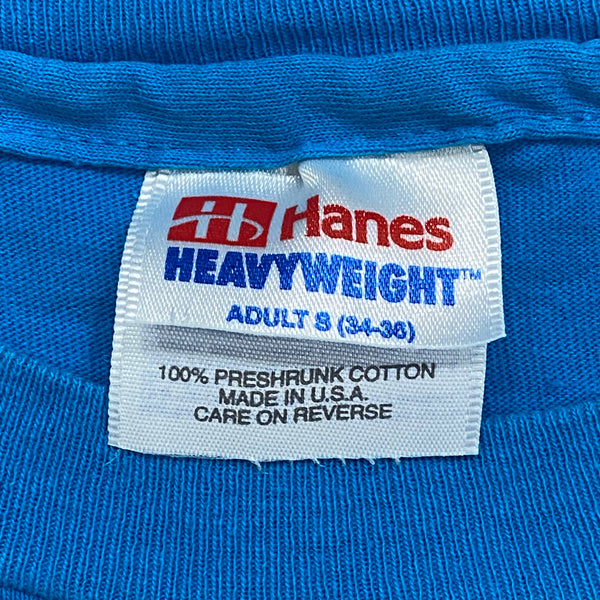 Hanes
HEAVYWEIGHT™
ADULT S (34-36)
100% PRESHRUNK COTTON
MADE IN U.S.A.
CARE ON REVERSE